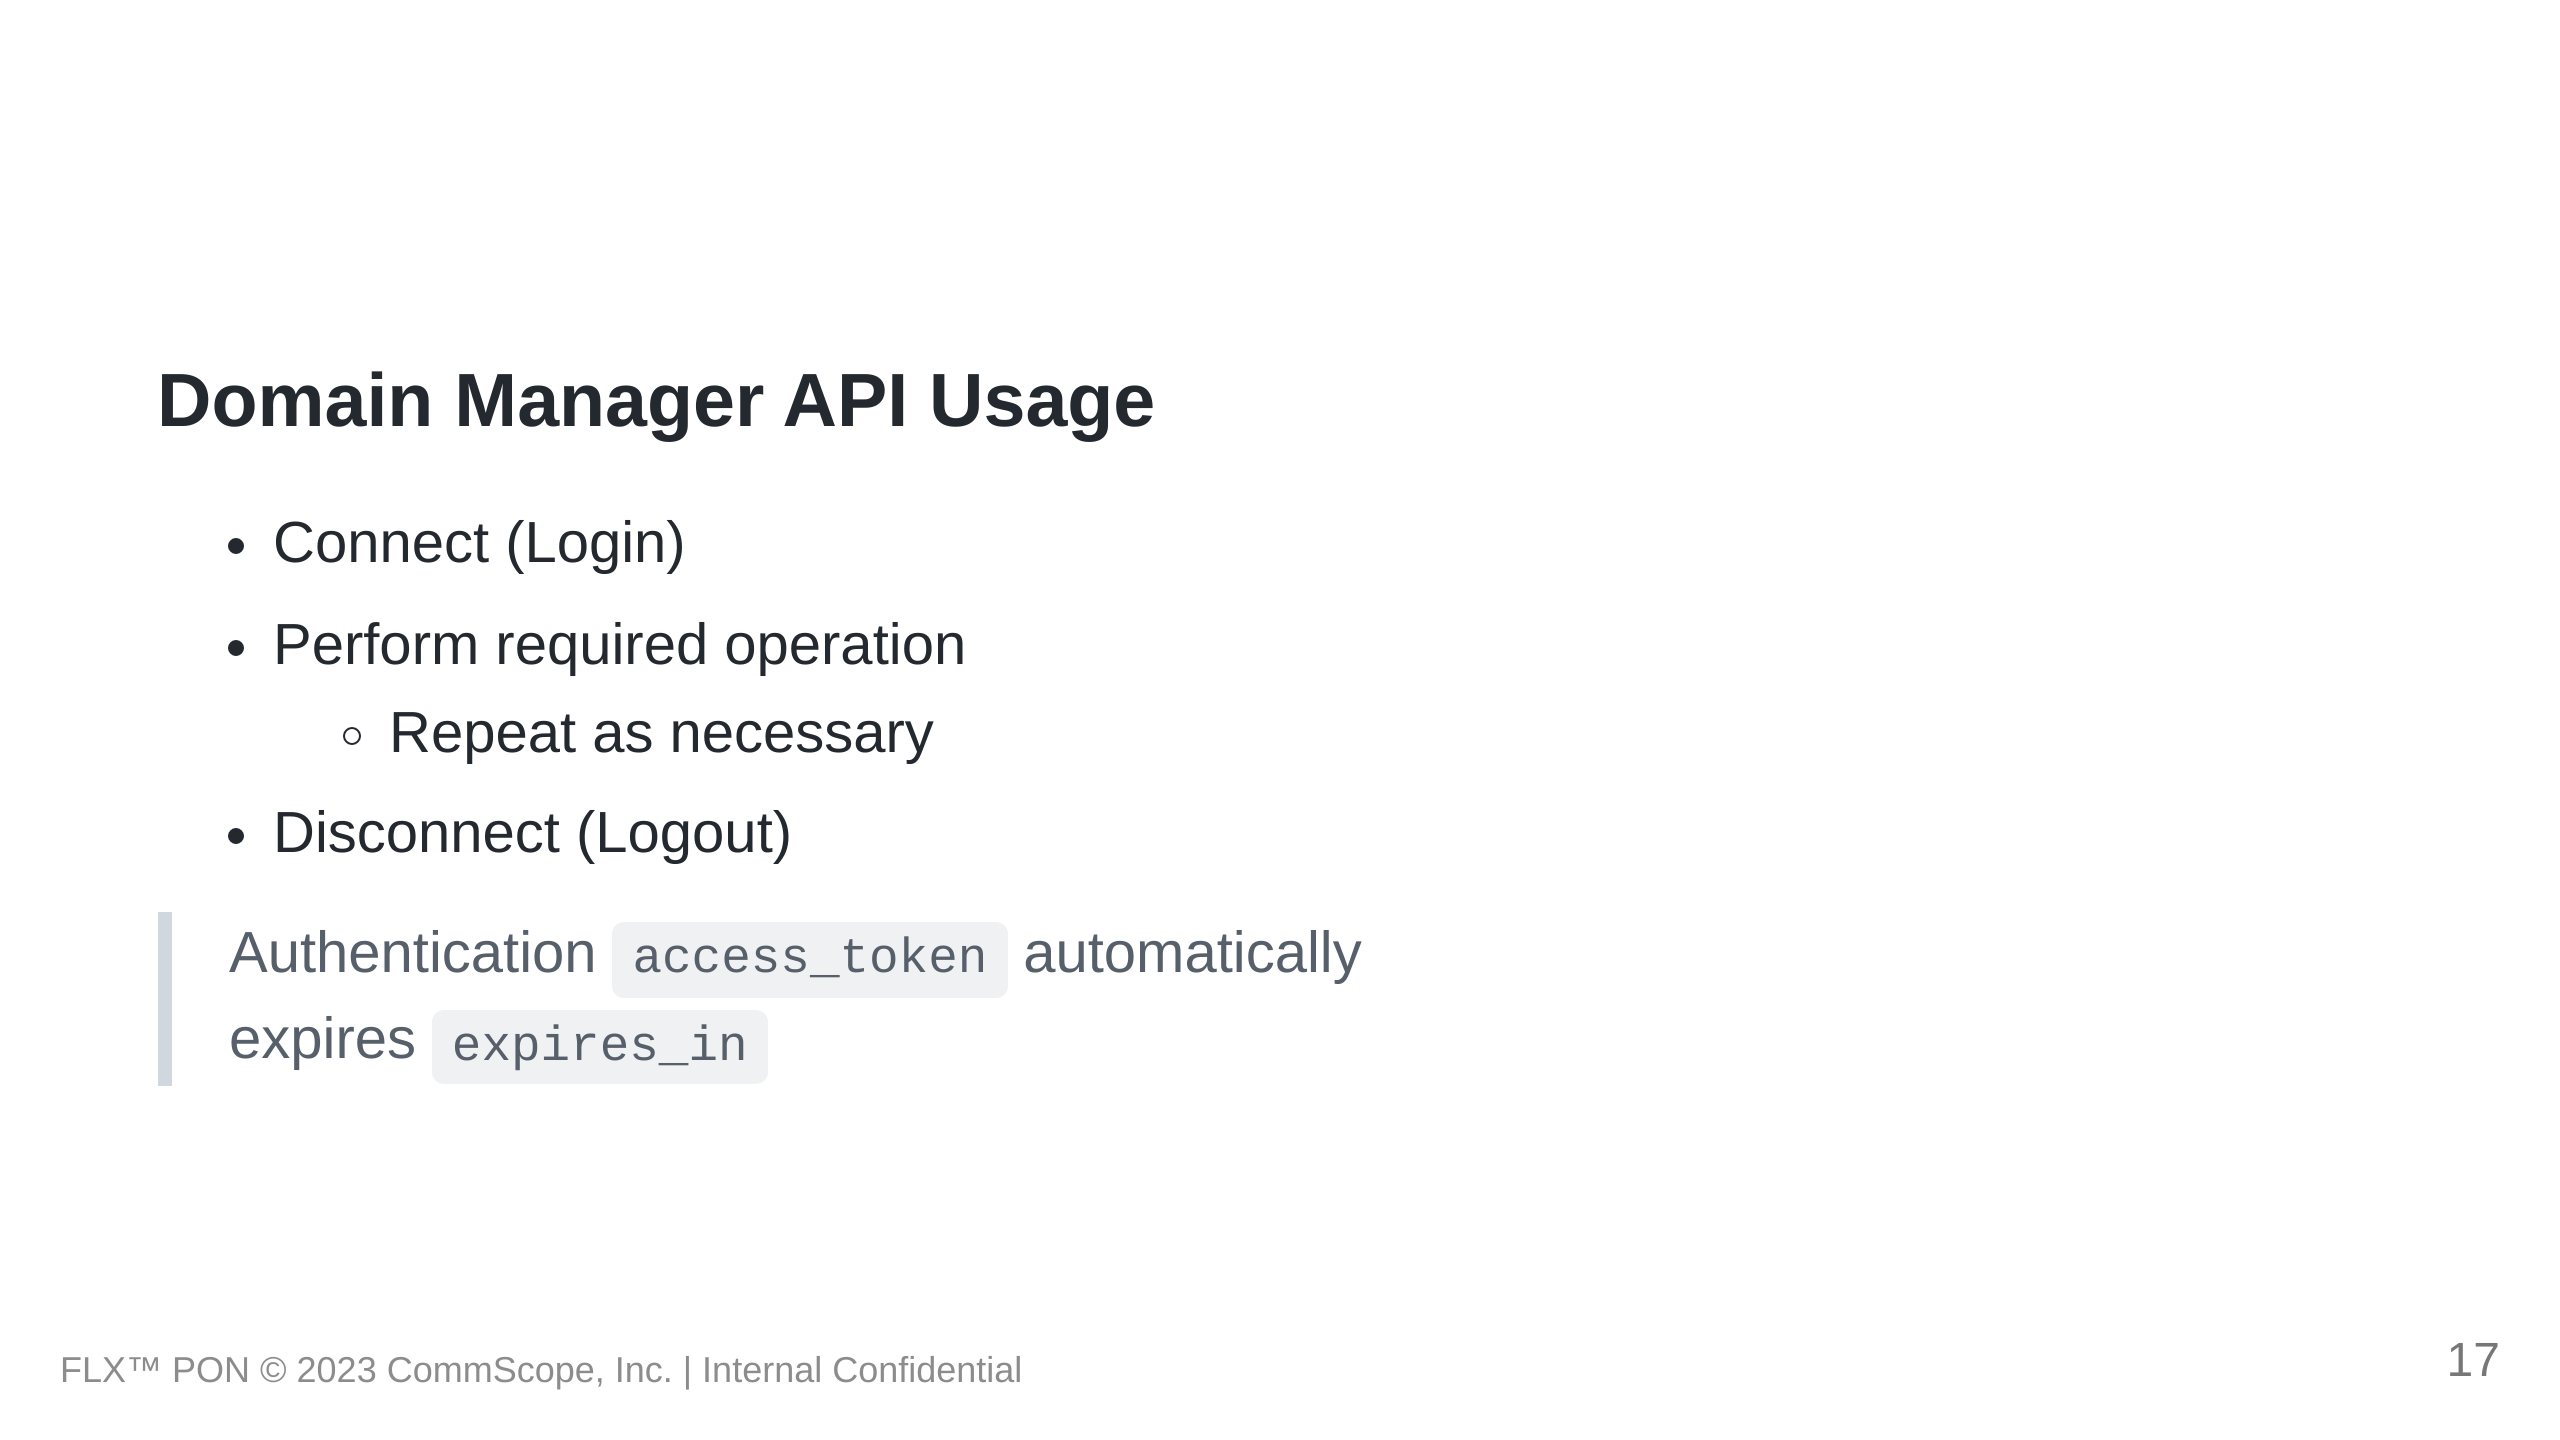 Domain Manager API Usage
• Connect (Login)
• Perform required operation
◦ Repeat as necessary
• Disconnect (Logout)
Authentication access_token automatically
expires expires_in
FLX™ PON © 2023 CommScope, Inc. | Internal Confidential
17